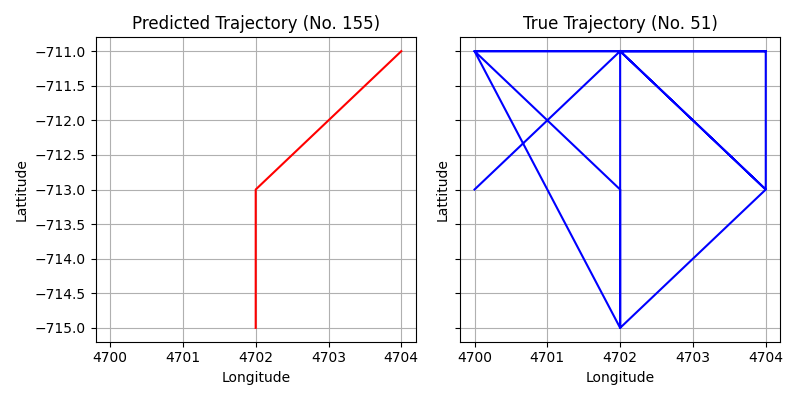 Predicted Trajectory (No. 155)
True Trajectory (No. 51)
−711.0
−711.5
−712.0
−712.5
−713.0
−713.5
−714.0
−714.5
−715.0
Lattitude
Lattitude
4700 4701 4702 4703 4704
4700 4701 4702 4703 4704
Longitude
Longitude